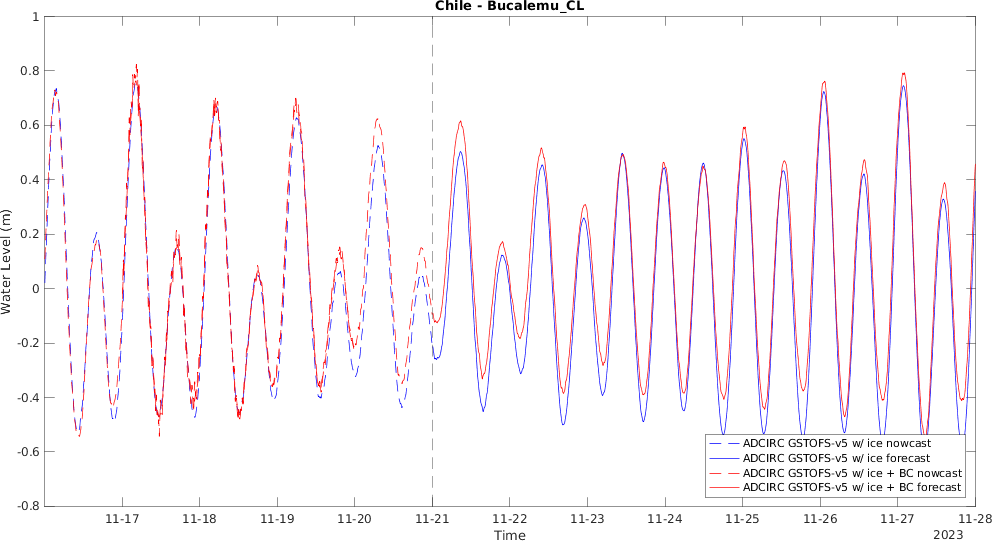 Chile - Bucalemu_CL
1
0.8
0.6
0.4
0.2
0
-0.2
-0.4
-0.6
-0.8
Water Level (m)
ADCIRC GSTOFS-v5 w/ ice nowcast
ADCIRC GSTOFS-v5 w/ ice forecast
ADCIRC GSTOFS-v5 w/ ice + BC nowcast
ADCIRC GSTOFS-v5 w/ ice + BC forecast
11-17 11-18 11-19 11-20 11-21 11-22 11-23 11-24 11-25 11-26 11-27 11-28
Time
2023